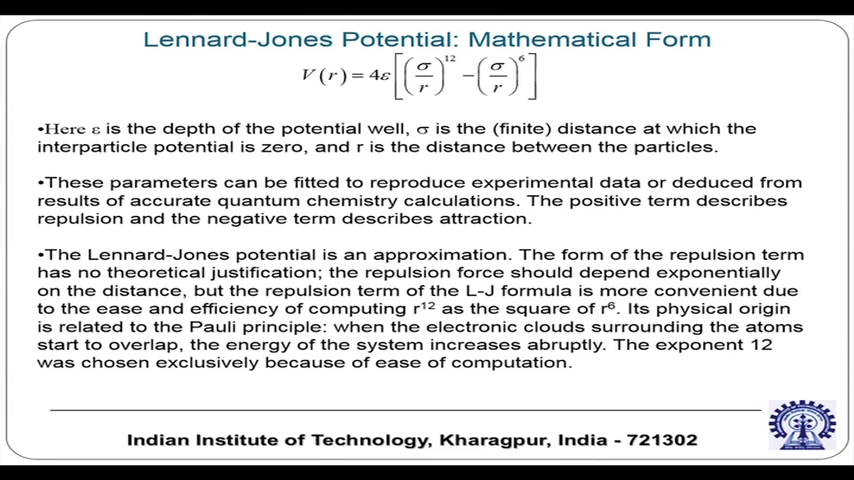 Lennard-Jones Potential: Mathematical Form
V(r) = 4ε[(σ/r)^12 − (σ/r)^6]
•Here ε is the depth of the potential well, σ is the (finite) distance at which the
interparticle potential is zero, and r is the distance between the particles.
•These parameters can be fitted to reproduce experimental data or deduced from
results of accurate quantum chemistry calculations. The positive term describes
repulsion and the negative term describes attraction.
•The Lennard-Jones potential is an approximation. The form of the repulsion term
has no theoretical justification; the repulsion force should depend exponentially
on the distance, but the repulsion term of the L-J formula is more convenient due
to the ease and efficiency of computing r¹² as the square of r⁶. Its physical origin
is related to the Pauli principle: when the electronic clouds surrounding the atoms
start to overlap, the energy of the system increases abruptly. The exponent 12
was chosen exclusively because of ease of computation.
Indian Institute of Technology, Kharagpur, India - 721302